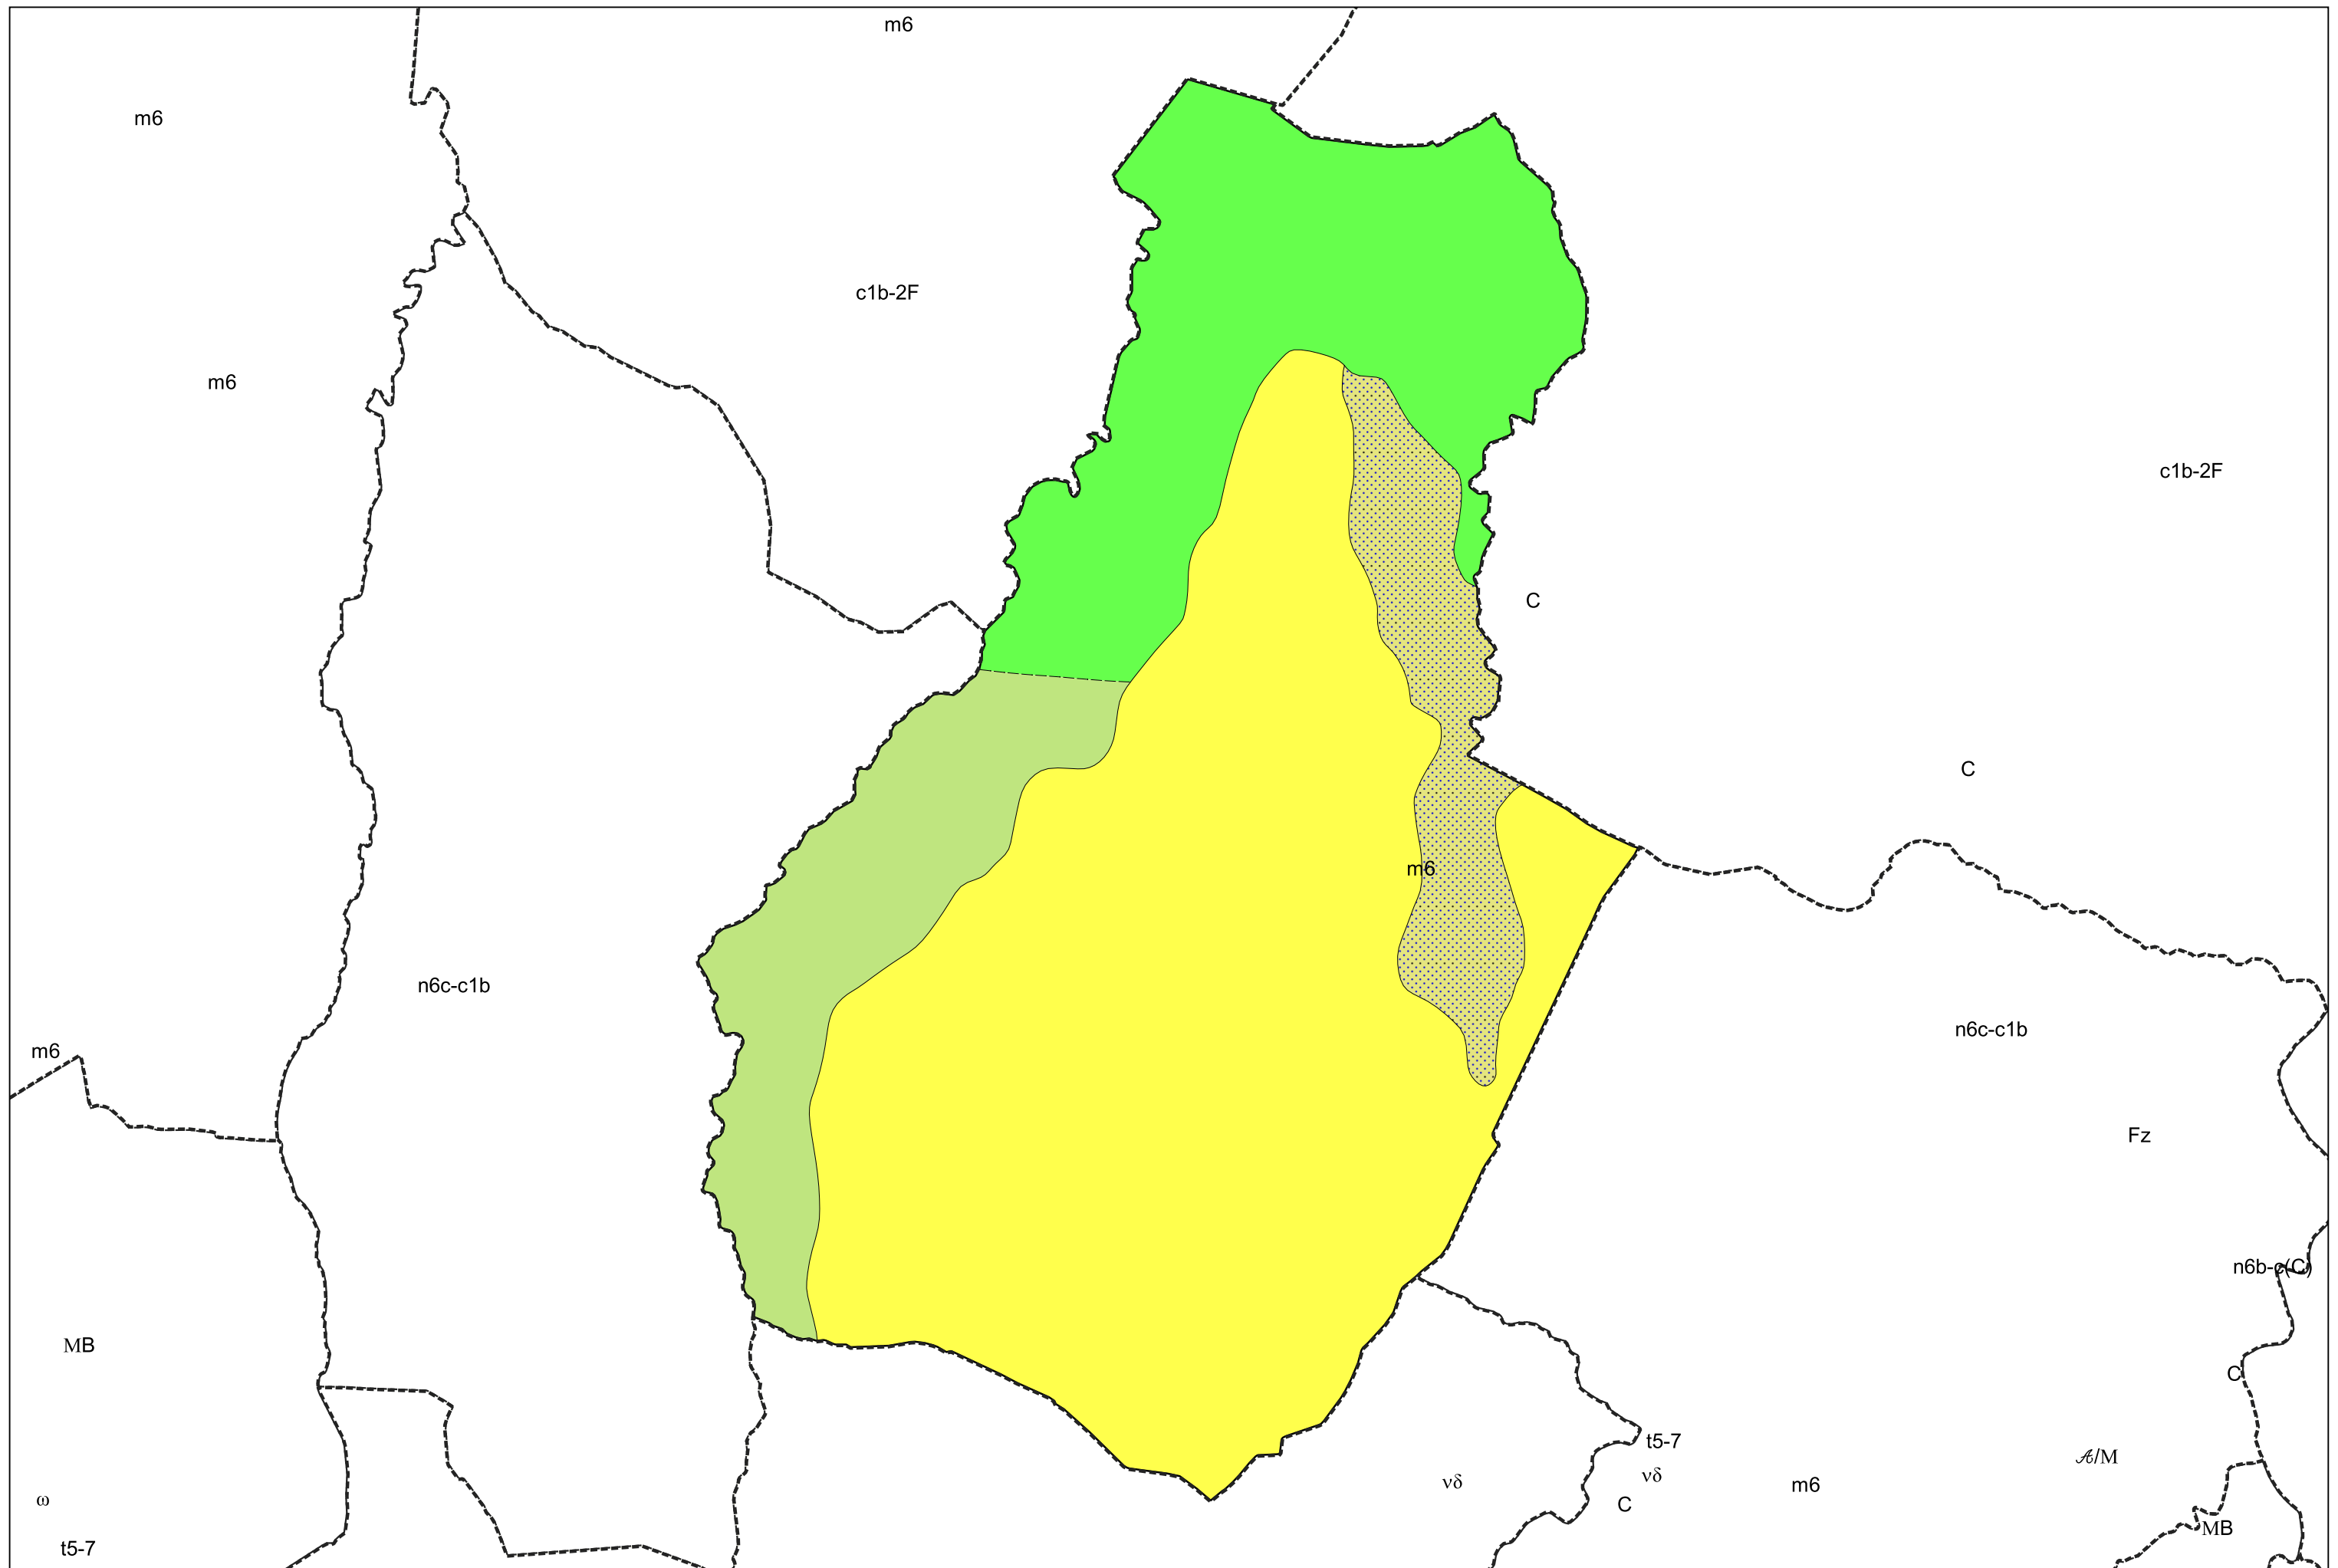 m6
m6
c1b-2F
m6
c1b-2F
C
C
m6
n6c-c1b
n6c-c1b
m6
Fz
n6b-c(C)
MB
C
t5-7
𝒜/M
νδ
νδ
m6
ω
C
MB
t5-7